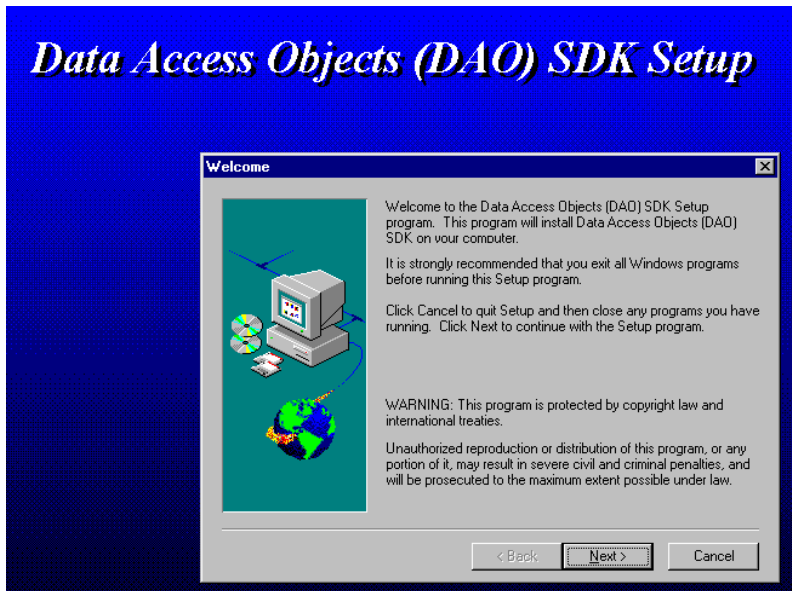 Data Access Objects (DAO) SDK Setup
Welcome
Welcome to the Data Access Objects (DAO) SDK Setup
program. This program will install Data Access Objects (DAO)
SDK on your computer.
It is strongly recommended that you exit all Windows programs
before running this Setup program.
Click Cancel to quit Setup and then close any programs you have
running. Click Next to continue with the Setup program.
WARNING: This program is protected by copyright law and
international treaties.
Unauthorized reproduction or distribution of this program, or any
portion of it, may result in severe civil and criminal penalties, and
will be prosecuted to the maximum extent possible under law.
< Back Next > Cancel